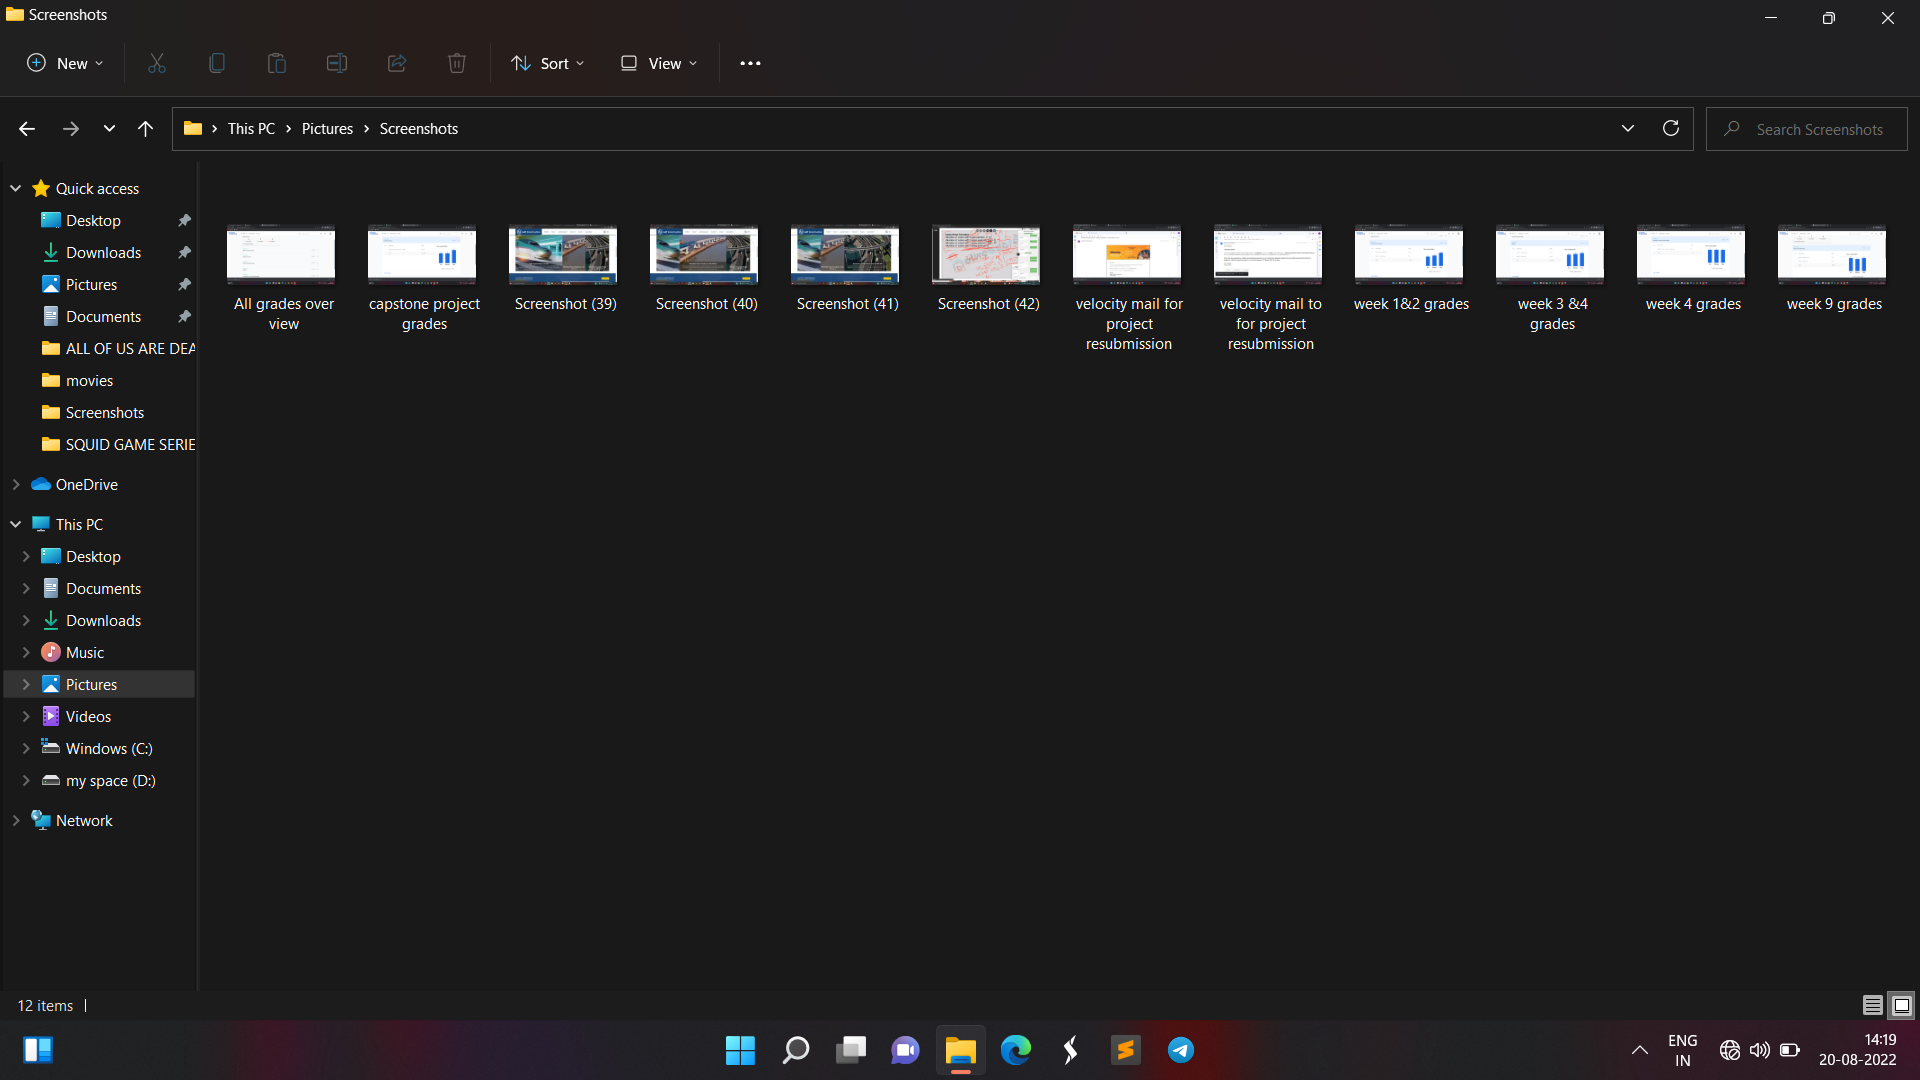 Screenshots
New
Sort
View
This PC
Pictures
Screenshots
Search Screenshots
Quick access
Desktop
Downloads
Pictures
Documents
ALL OF US ARE DEA
movies
Screenshots
SQUID GAME SERIE
OneDrive
This PC
Desktop
Documents
Downloads
Music
Pictures
Videos
Windows (C:)
my space (D:)
Network
All grades over
view
capstone project
grades
Screenshot (39)
Screenshot (40)
Screenshot (41)
Screenshot (42)
velocity mail for
project
resubmission
velocity mail to
for project
resubmission
week 1&2 grades
week 3 &4
grades
week 4 grades
week 9 grades
12 items
ENG
IN
14:19
20-08-2022